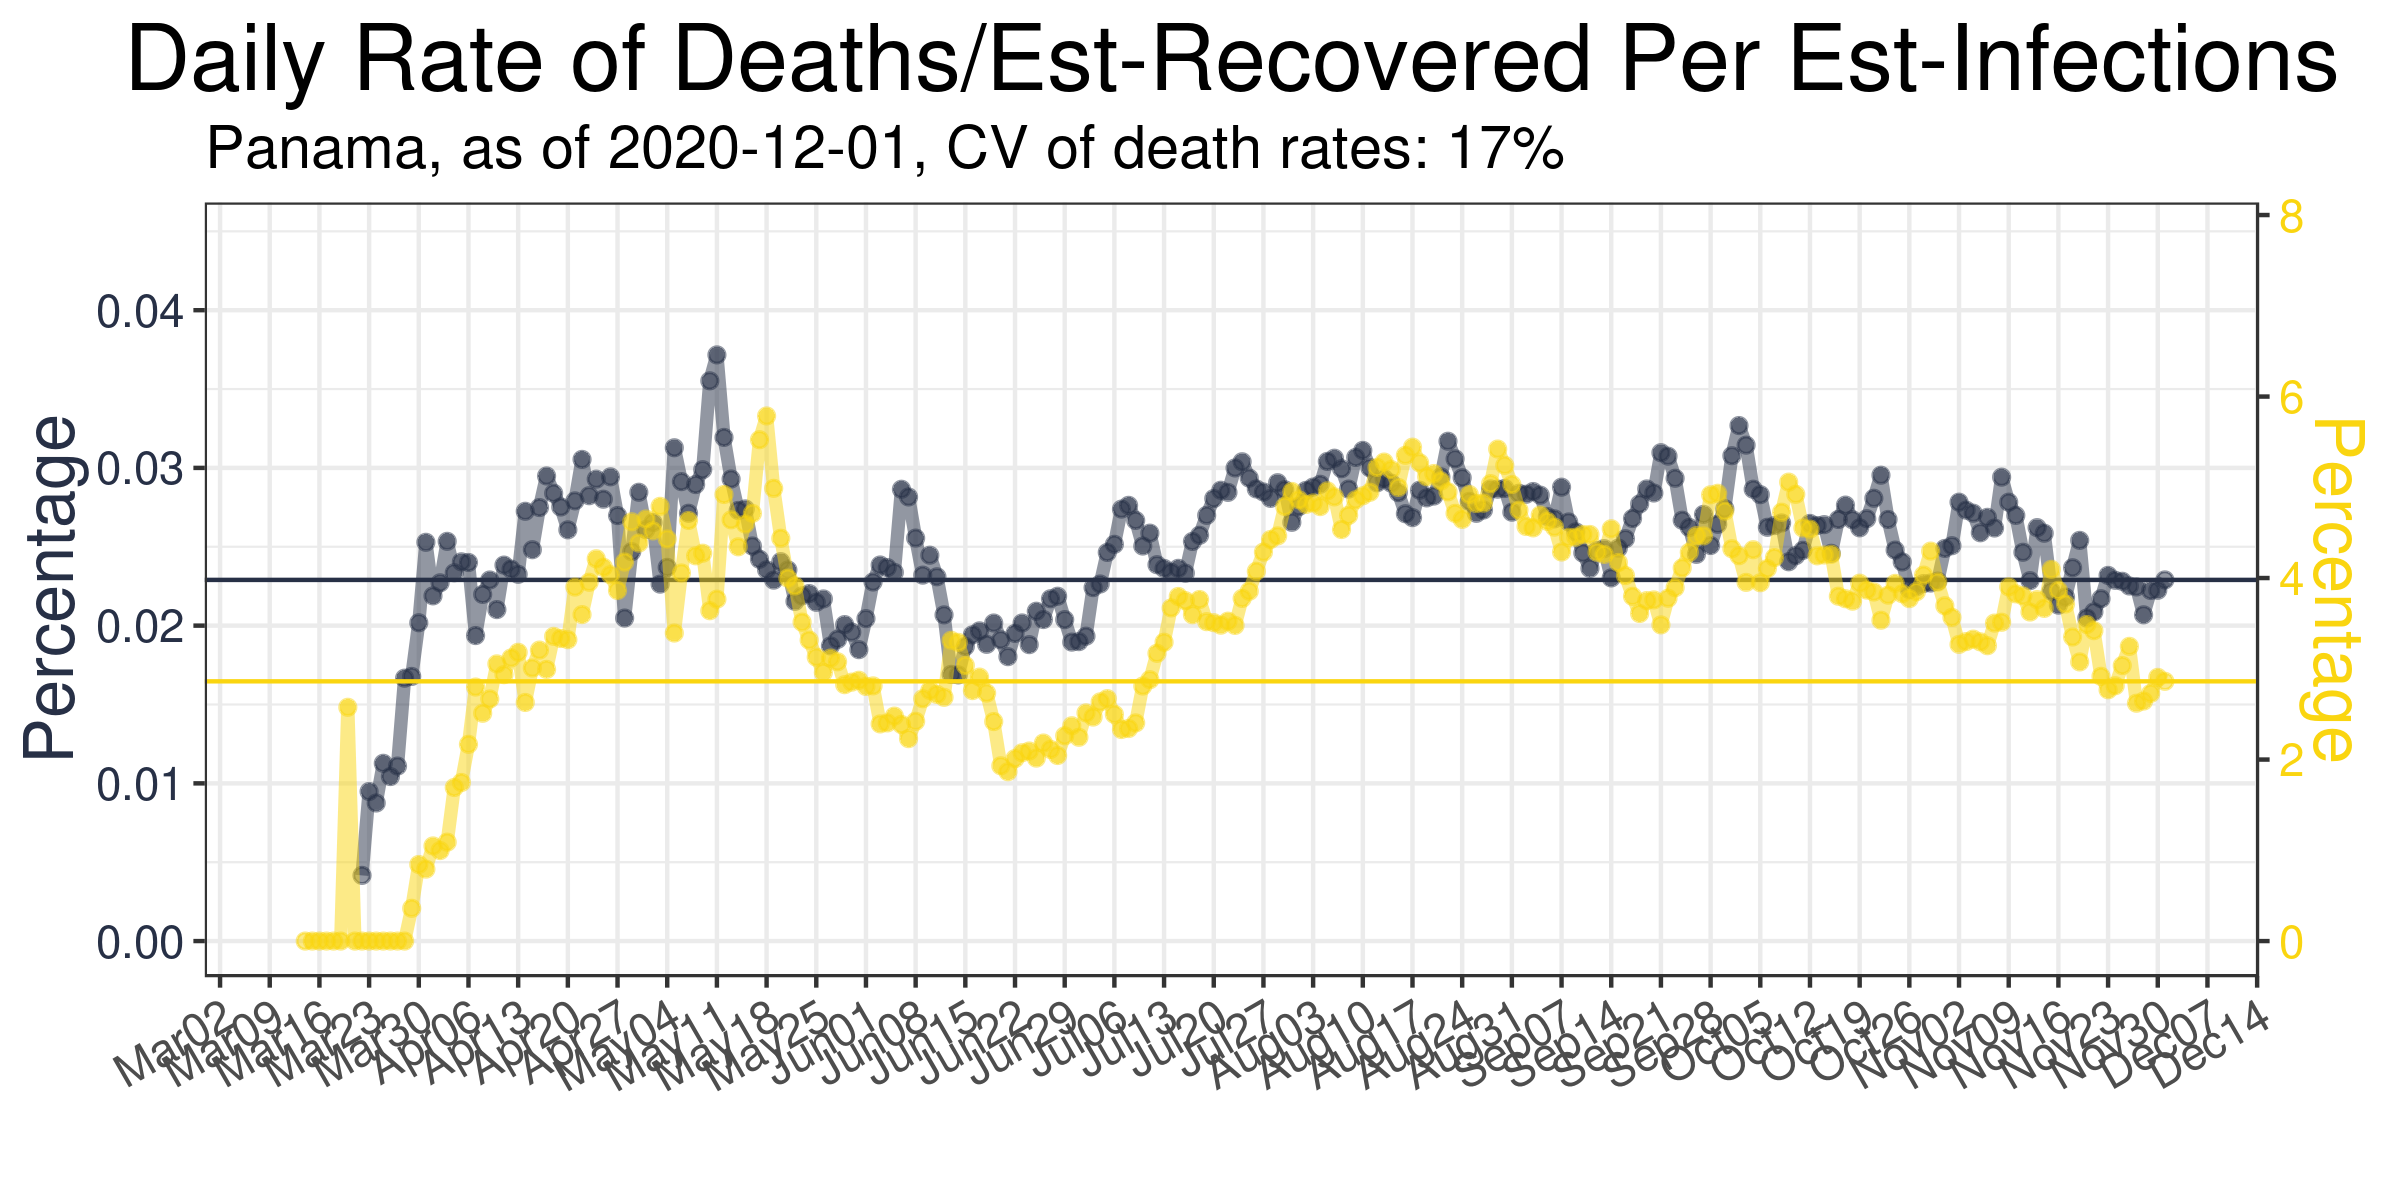 Daily Rate of Deaths/Est-Recovered Per Est-Infections
Panama, as of 2020-12-01, CV of death rates: 17%
Percentage
0.04
0.03
0.02
0.01
0.00
8
6
4
2
0
Percentage
Mar02
Mar09
Mar16
Mar23
Mar30
Apr06
Apr13
Apr20
Apr27
May04
May11
May18
May25
Jun01
Jun08
Jun15
Jun22
Jun29
Jul06
Jul13
Jul20
Jul27
Aug03
Aug10
Aug17
Aug24
Aug31
Sep07
Sep14
Sep21
Sep28
Oct05
Oct12
Oct19
Oct26
Nov02
Nov09
Nov16
Nov23
Nov30
Dec07
Dec14